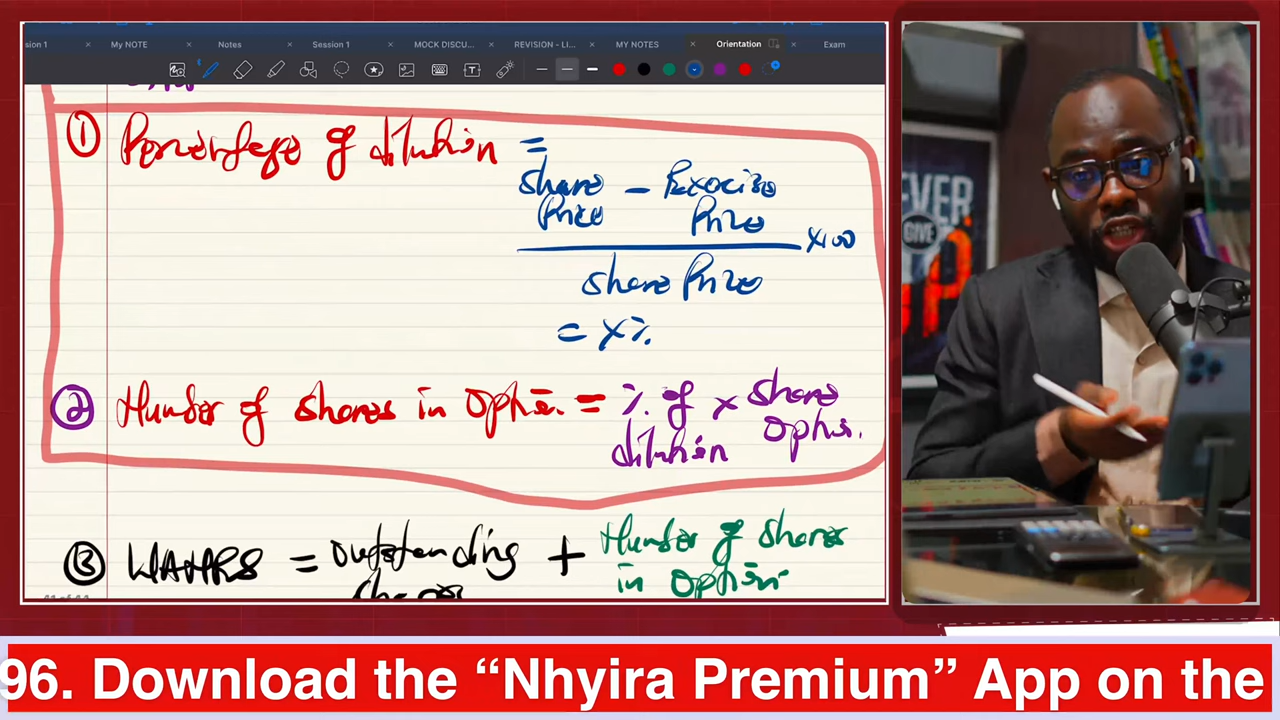 sion 1 My NOTE Notes Session 1 MOCK DISCU... REVISION - LI... MY NOTES Orientation Exam
① Percentage of dilution =
share Price - Exercise Price
x100
share Price
= x%
② Number of shares in option. = % of dilution x share option.
③ WANRS = outstanding shares + Number of shares in option
EVER
GIVE
96. Download the “Nhyira Premium” App on the